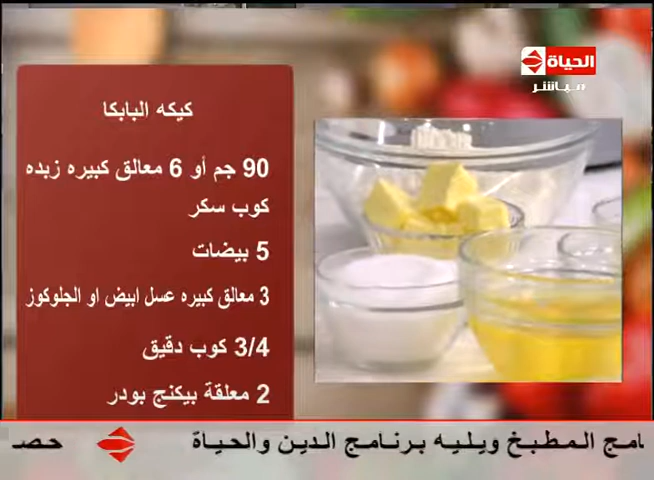 الحياة
مباشر
كيكه البابكا
90 جم أو 6 معالق كبيره زبده
كوب سكر
5 بيضات
3 معالق كبيره عسل ابيض او الجلوكوز
3/4 كوب دقيق
2 معلقة بيكنج بودر
امج المطبخ ويليه برنامج الدين والحياة
حصـ